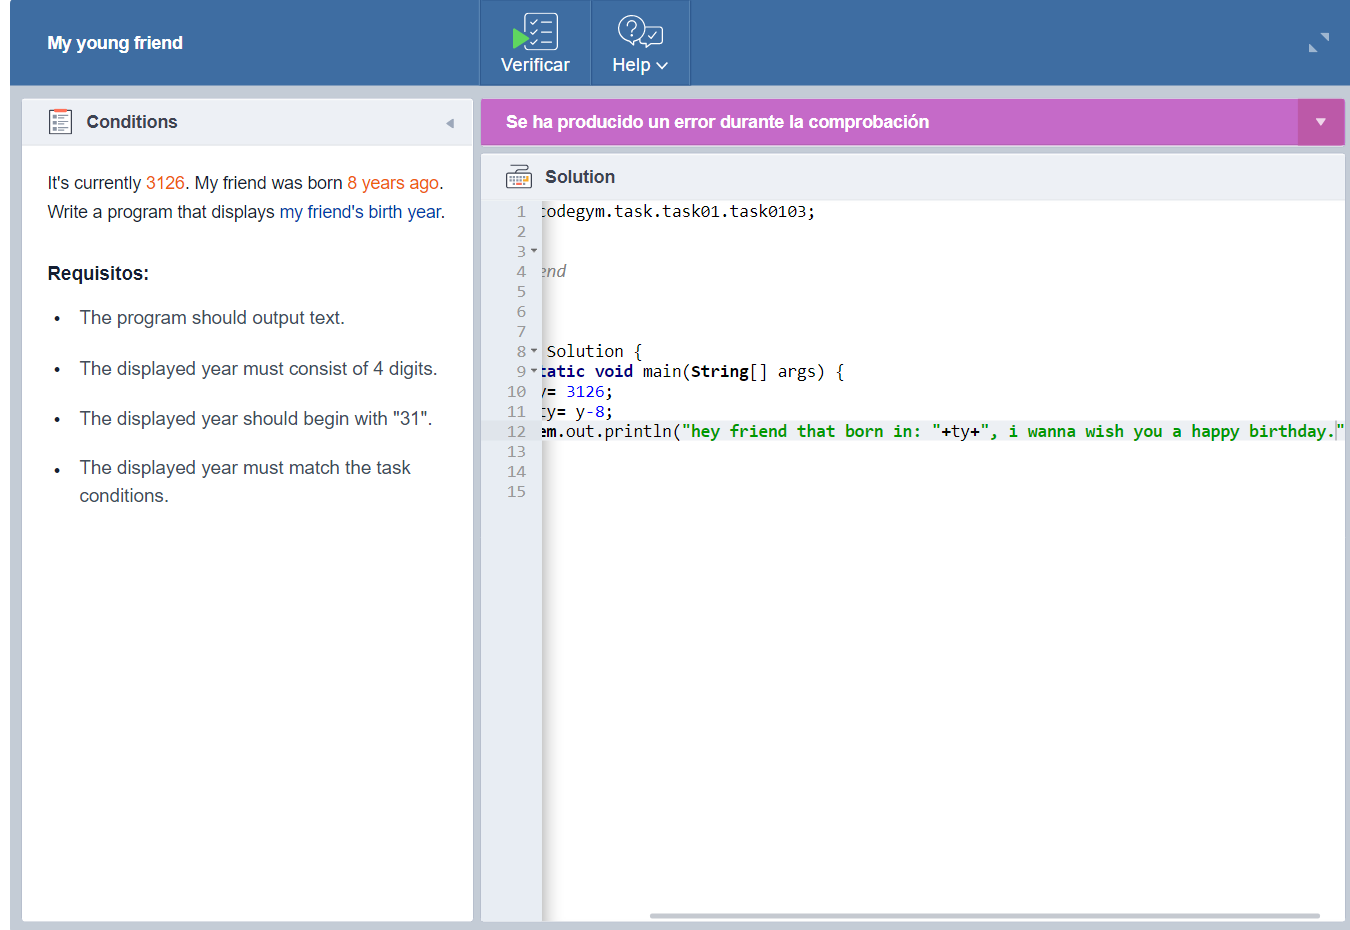 My young friend
Verificar
Help
Conditions
It's currently 3126. My friend was born 8 years ago.
Write a program that displays my friend's birth year.
Requisitos:
• The program should output text.
• The displayed year must consist of 4 digits.
• The displayed year should begin with "31".
• The displayed year must match the task
conditions.
Se ha producido un error durante la comprobación
Solution
1 codegym.task.task01.task0103;
2
3
4 end
5
6
7
8 Solution {
9 tatic void main(String[] args) {
10 y= 3126;
11 ty= y-8;
12 em.out.println("hey friend that born in: "+ty+", i wanna wish you a happy birthday."
13
14
15